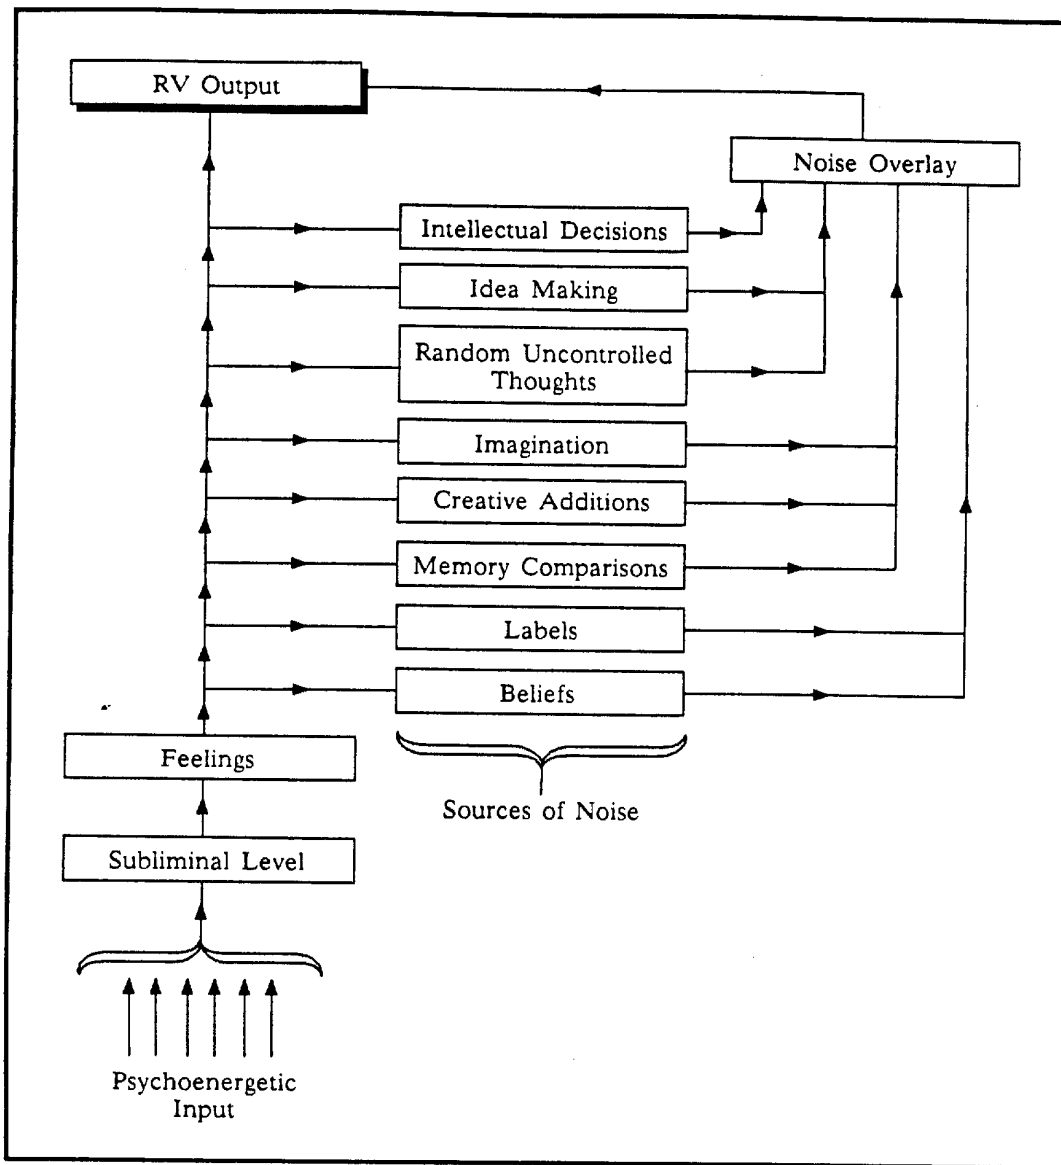 RV Output
Noise Overlay
Intellectual Decisions
Idea Making
Random Uncontrolled
Thoughts
Imagination
Creative Additions
Memory Comparisons
Labels
Beliefs
Feelings
Sources of Noise
Subliminal Level
Psychoenergetic
Input